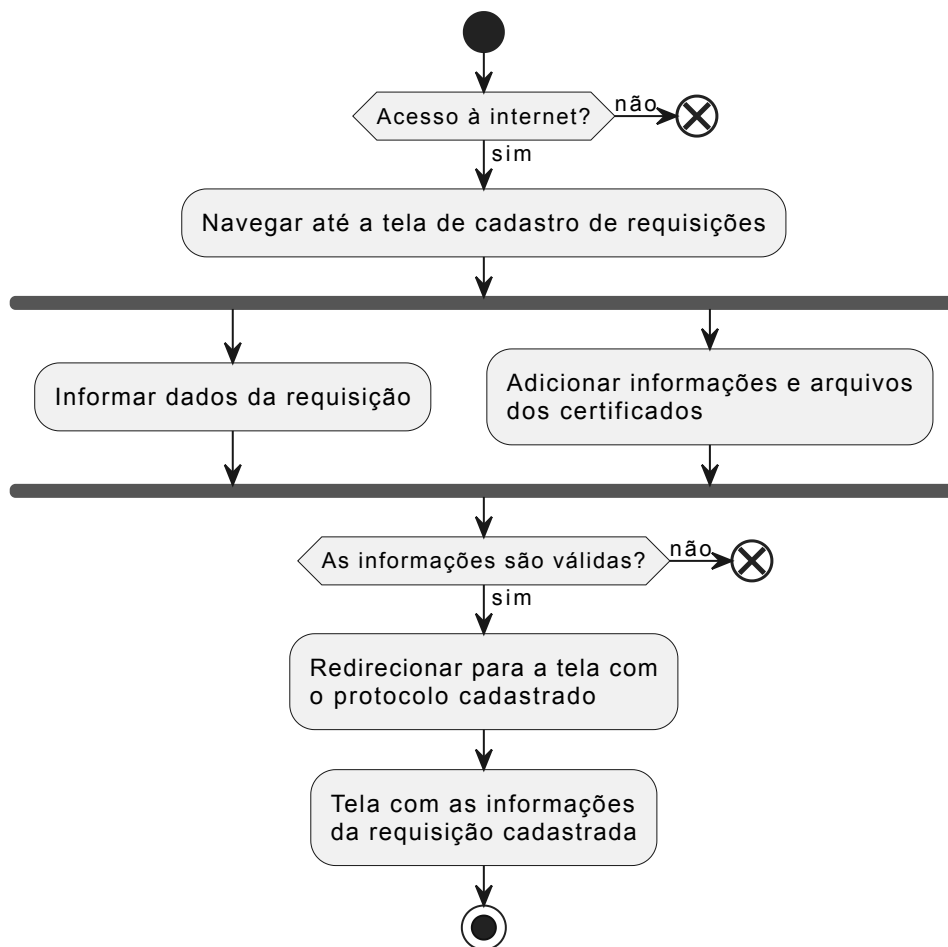 Acesso à internet?
não
sim
Navegar até a tela de cadastro de requisições
Informar dados da requisição
Adicionar informações e arquivos
dos certificados
As informações são válidas?
não
sim
Redirecionar para a tela com
o protocolo cadastrado
Tela com as informações
da requisição cadastrada